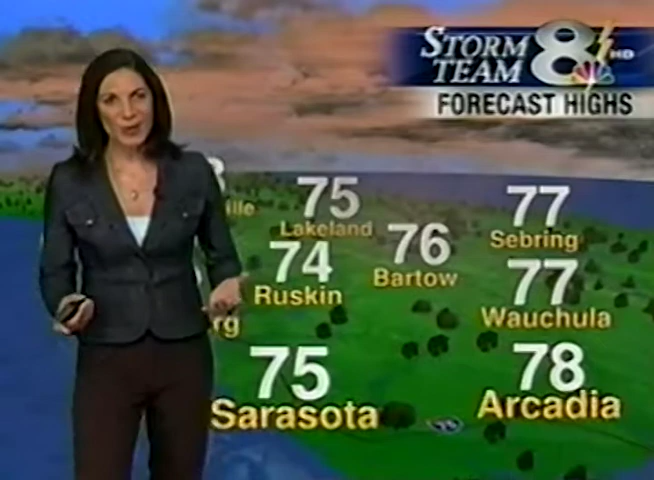 STORM
TEAM 8 HD
FORECAST HIGHS
75
Lakeland
77
Sebring
76
Bartow
74
Ruskin
77
Wauchula
75
Sarasota
78
Arcadia